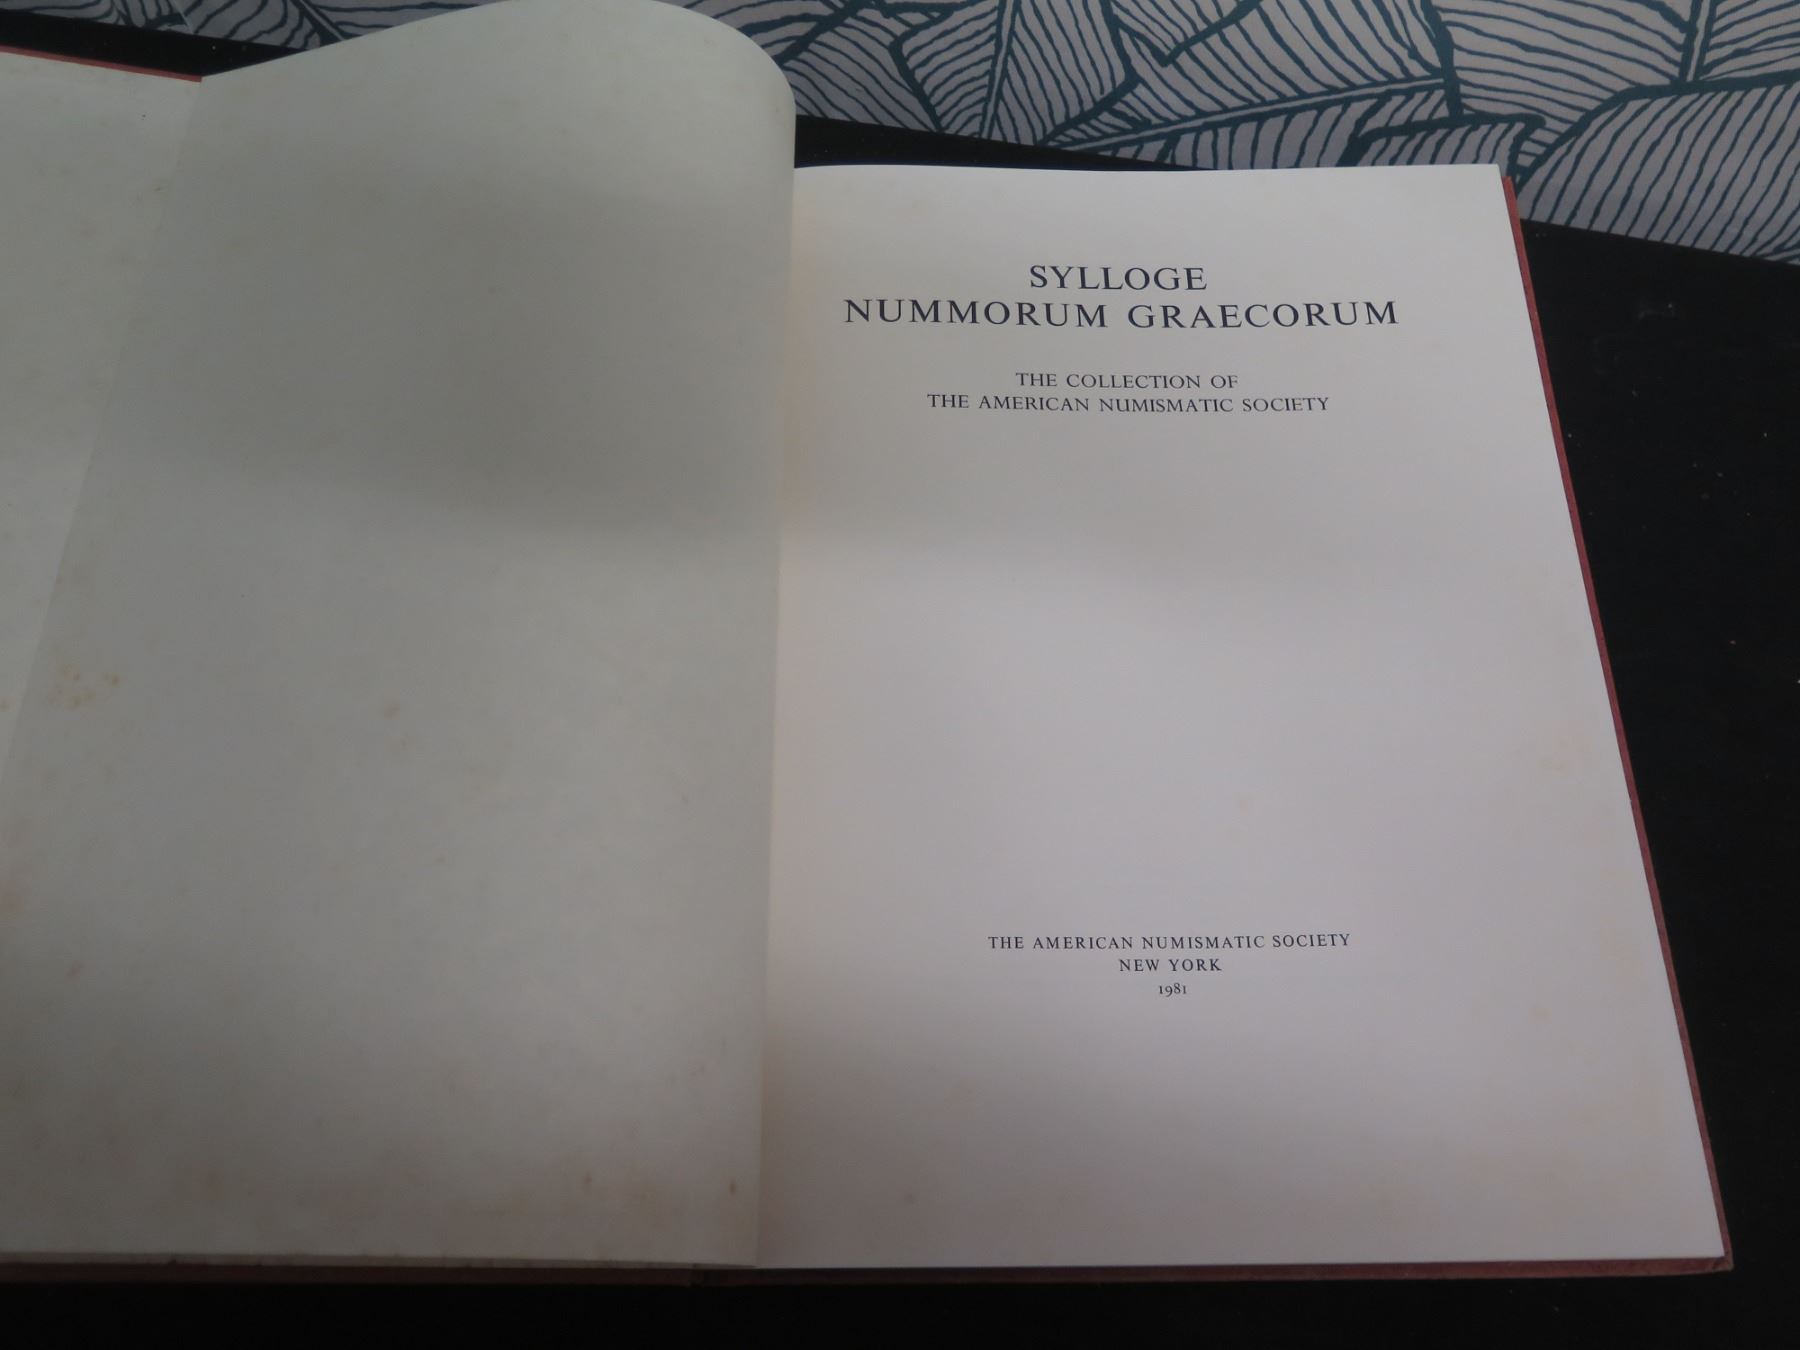 SYLLOGE
NUMMORUM GRAECORUM
THE COLLECTION OF
THE AMERICAN NUMISMATIC SOCIETY
THE AMERICAN NUMISMATIC SOCIETY
NEW YORK
1981